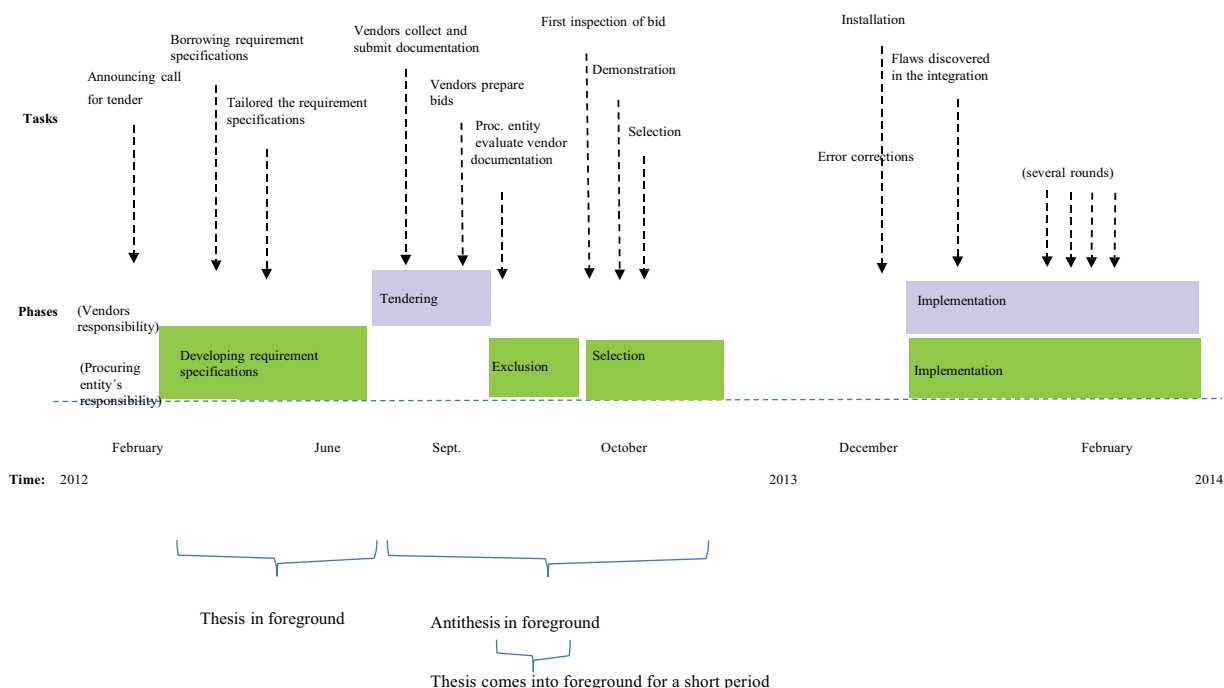 First inspection of bid
Installation
Vendors collect and
submit documentation
Borrowing requirement
specifications
Flaws discovered
in the integration
Demonstration
Announcing call
for tender
Vendors prepare
bids
Tailored the requirement
specifications
Tasks
Proc. entity
evaluate vendor
documentation
Selection
Error corrections
(several rounds)
Tendering
Implementation
Phases
(Vendors
responsibility)
Developing requirement
specifications
Exclusion
Selection
Implementation
(Procuring
entity´s
responsibility)
February
June
Sept.
October
December
February
Time:
2012
2013
2014
Thesis in foreground
Antithesis in foreground
Thesis comes into foreground for a short period